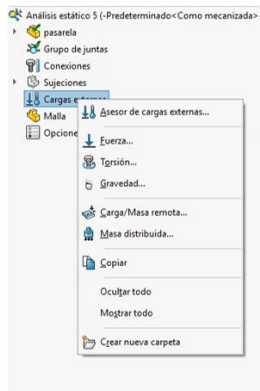 Análisis estático 5 (-Predeterminado<Como mecanizada>-
pasarela
Grupo de juntas
Conexiones
Sujeciones
Cargas externas
Asesor de cargas externas...
Malla
Fuerza...
Torsión...
Gravedad...
Carga/Masa remota...
Masa distribuida...
Copiar
Ocultar todo
Mostrar todo
Crear nueva carpeta